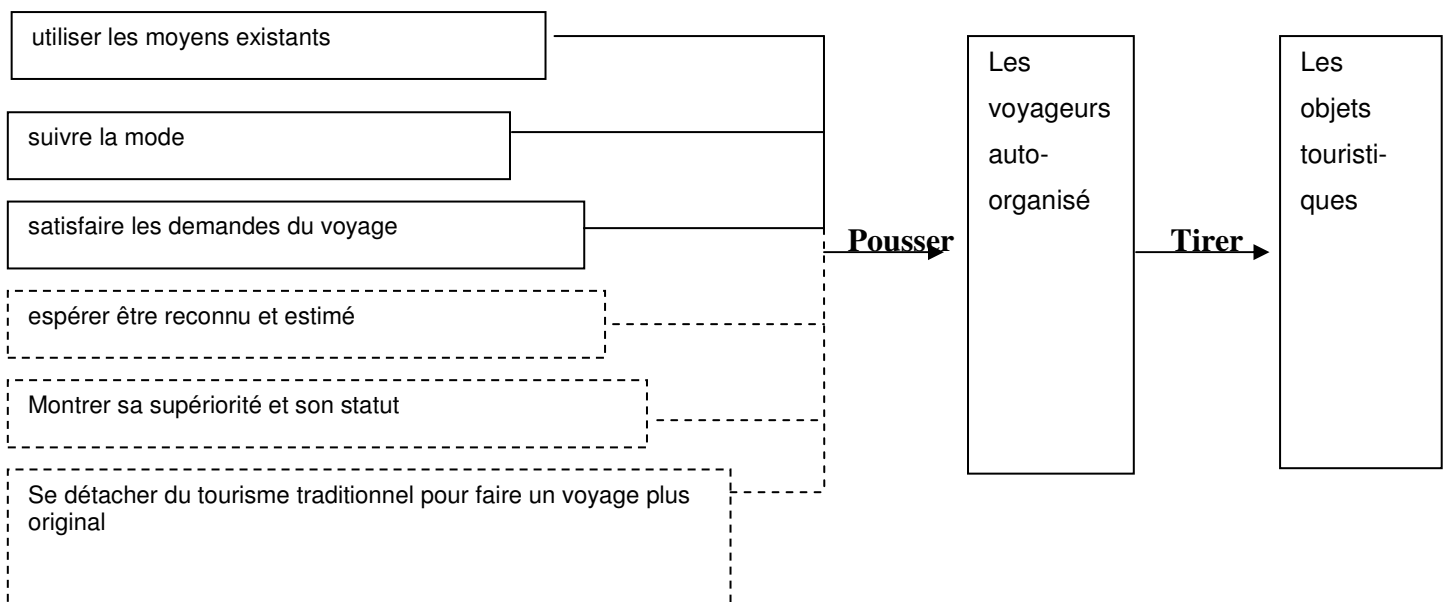 utiliser les moyens existants
suivre la mode
satisfaire les demandes du voyage
espérer être reconnu et estimé
Montrer sa supériorité et son statut
Se détacher du tourisme traditionnel pour faire un voyage plus
original
Pousser
Les
voyageurs
auto-
organisé
Tirer
Les
objets
touristi-
ques